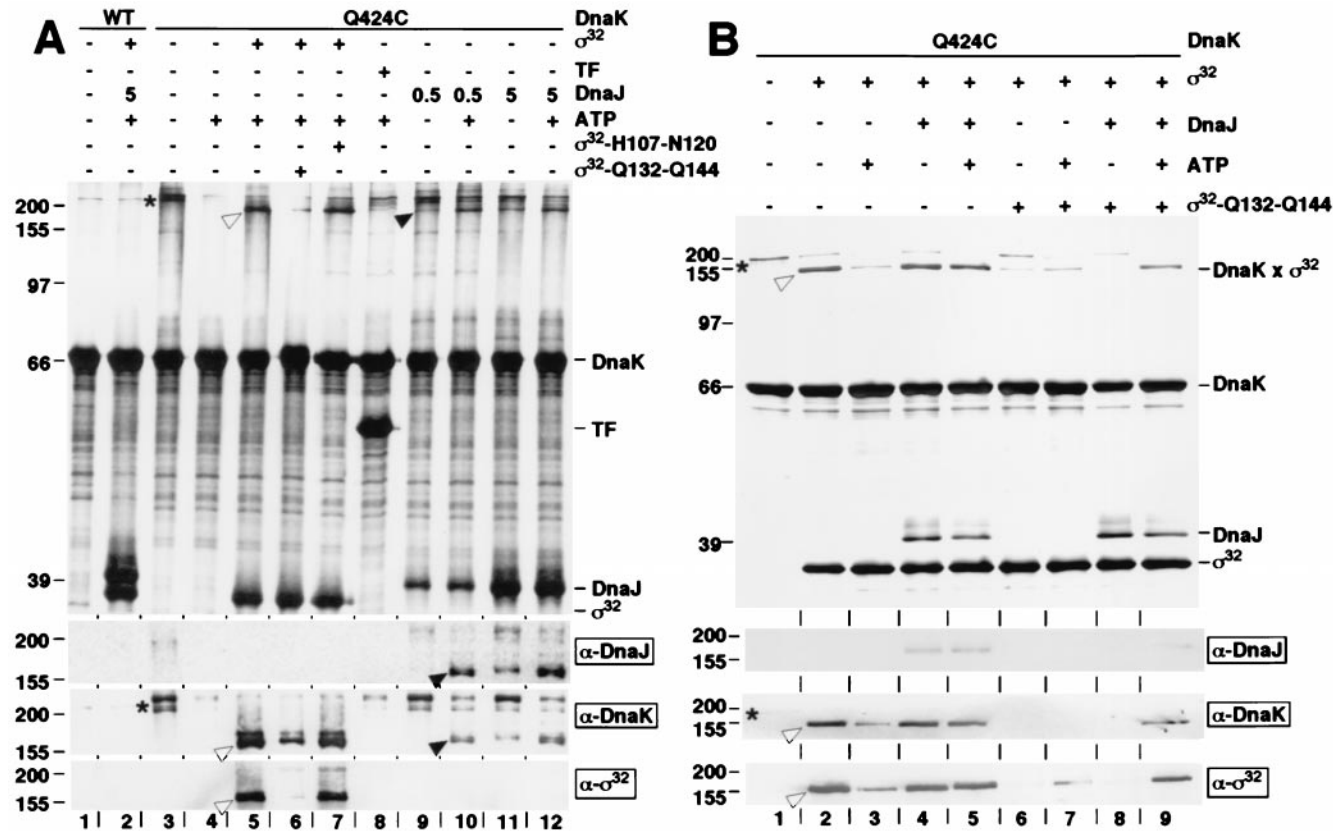 A
WT Q424C DnaK
- + - - + + + - - - - - σ³²
- - - - - - - + - - - - TF
- 5 - - - - - - 0.5 0.5 5 5 DnaJ
- + - + + + + + - + - + ATP
- - - - - - + - - - - - σ³²-H107-N120
- - - - - + - - - - - - σ³²-Q132-Q144
200
155
97
66 DnaK
TF
39 DnaJ
σ³²
*
200 α-DnaJ
155
200 α-DnaK
*
155
200 α-σ³²
155
1 2 3 4 5 6 7 8 9 10 11 12
B
Q424C DnaK
- + + + + + + + + σ³²
- - - + + - - + + DnaJ
- - + - + - + - + ATP
- - - - - + + + + σ³²-Q132-Q144
200
* 155 DnaK x σ³²
97
66 DnaK
39 DnaJ
σ³²
200 α-DnaJ
155
200 * α-DnaK
155
200 α-σ³²
155
1 2 3 4 5 6 7 8 9